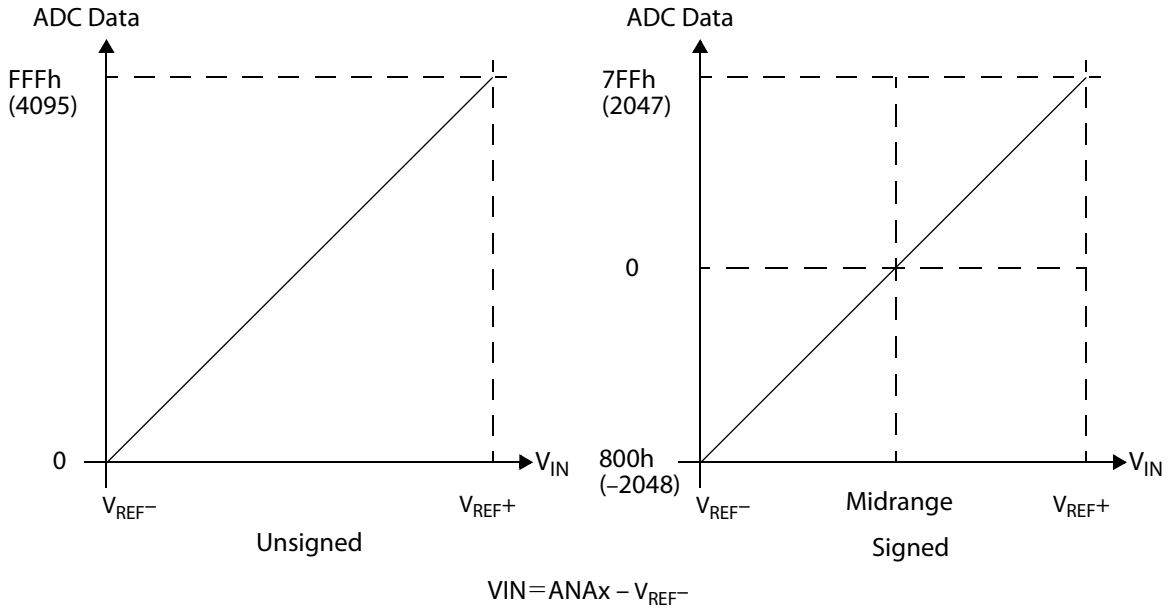 ADC Data
FFFh
(4095)
0
V_IN
V_REF–
V_REF+
Unsigned
ADC Data
7FFh
(2047)
0
800h
(–2048)
V_IN
V_REF–
Midrange
V_REF+
Signed
VIN=ANAx – V_REF–